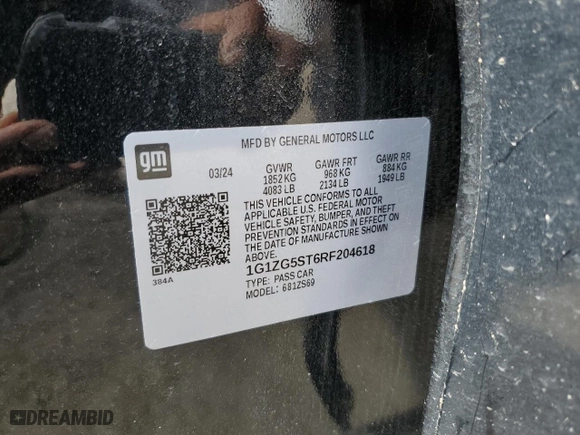 MFD BY GENERAL MOTORS LLC
gm
03/24 GVWR GAWR FRT GAWR RR
1852 KG 968 KG 884 KG
4083 LB 2134 LB 1949 LB
THIS VEHICLE CONFORMS TO ALL
APPLICABLE U.S. FEDERAL MOTOR
VEHICLE SAFETY, BUMPER, AND THEFT
PREVENTION STANDARDS IN EFFECT ON
THE DATE OF MANUFACTURE SHOWN
ABOVE.
1G1ZG5ST6RF204618
TYPE: PASS CAR
MODEL: 681ZS69
384A
DREAMBID